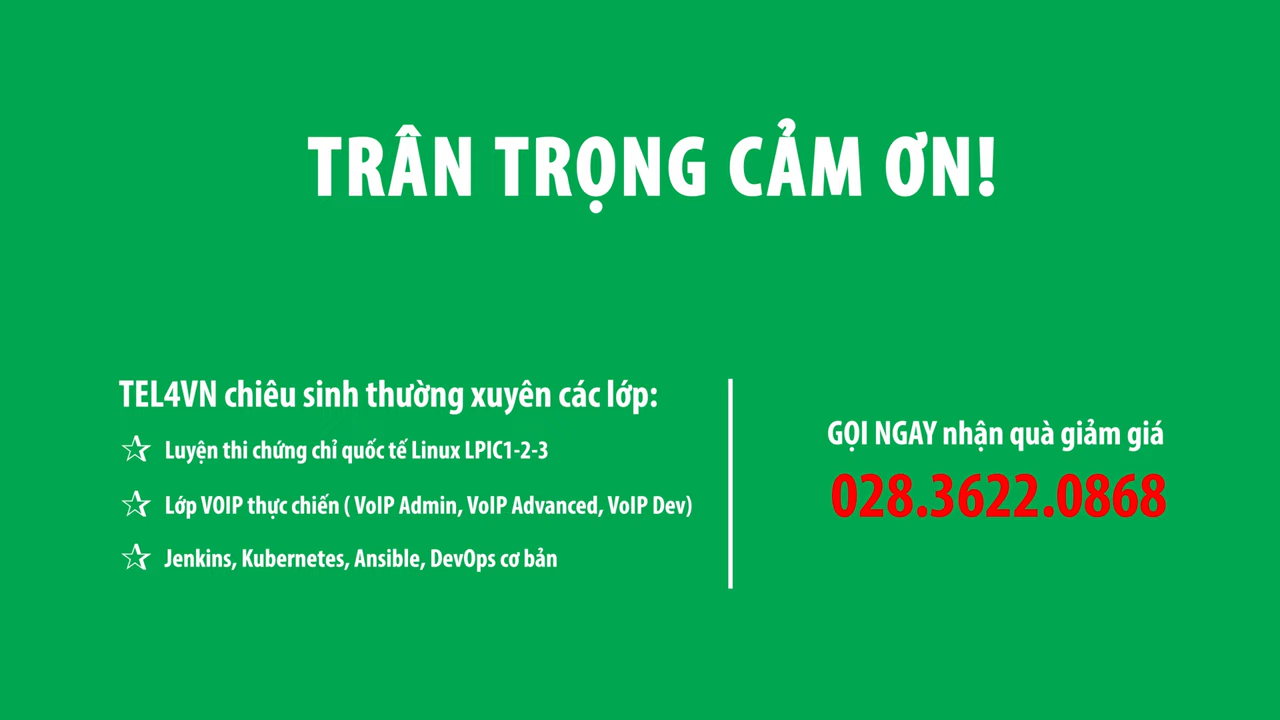 TRÂN TRỌNG CẢM ƠN!
TEL4VN chiêu sinh thường xuyên các lớp:
Luyện thi chứng chỉ quốc tế Linux LPIC1-2-3
Lớp VOIP thực chiến ( VoIP Admin, VoIP Advanced, VoIP Dev)
Jenkins, Kubernetes, Ansible, DevOps cơ bản
GỌI NGAY nhận quà giảm giá
028.3622.0868